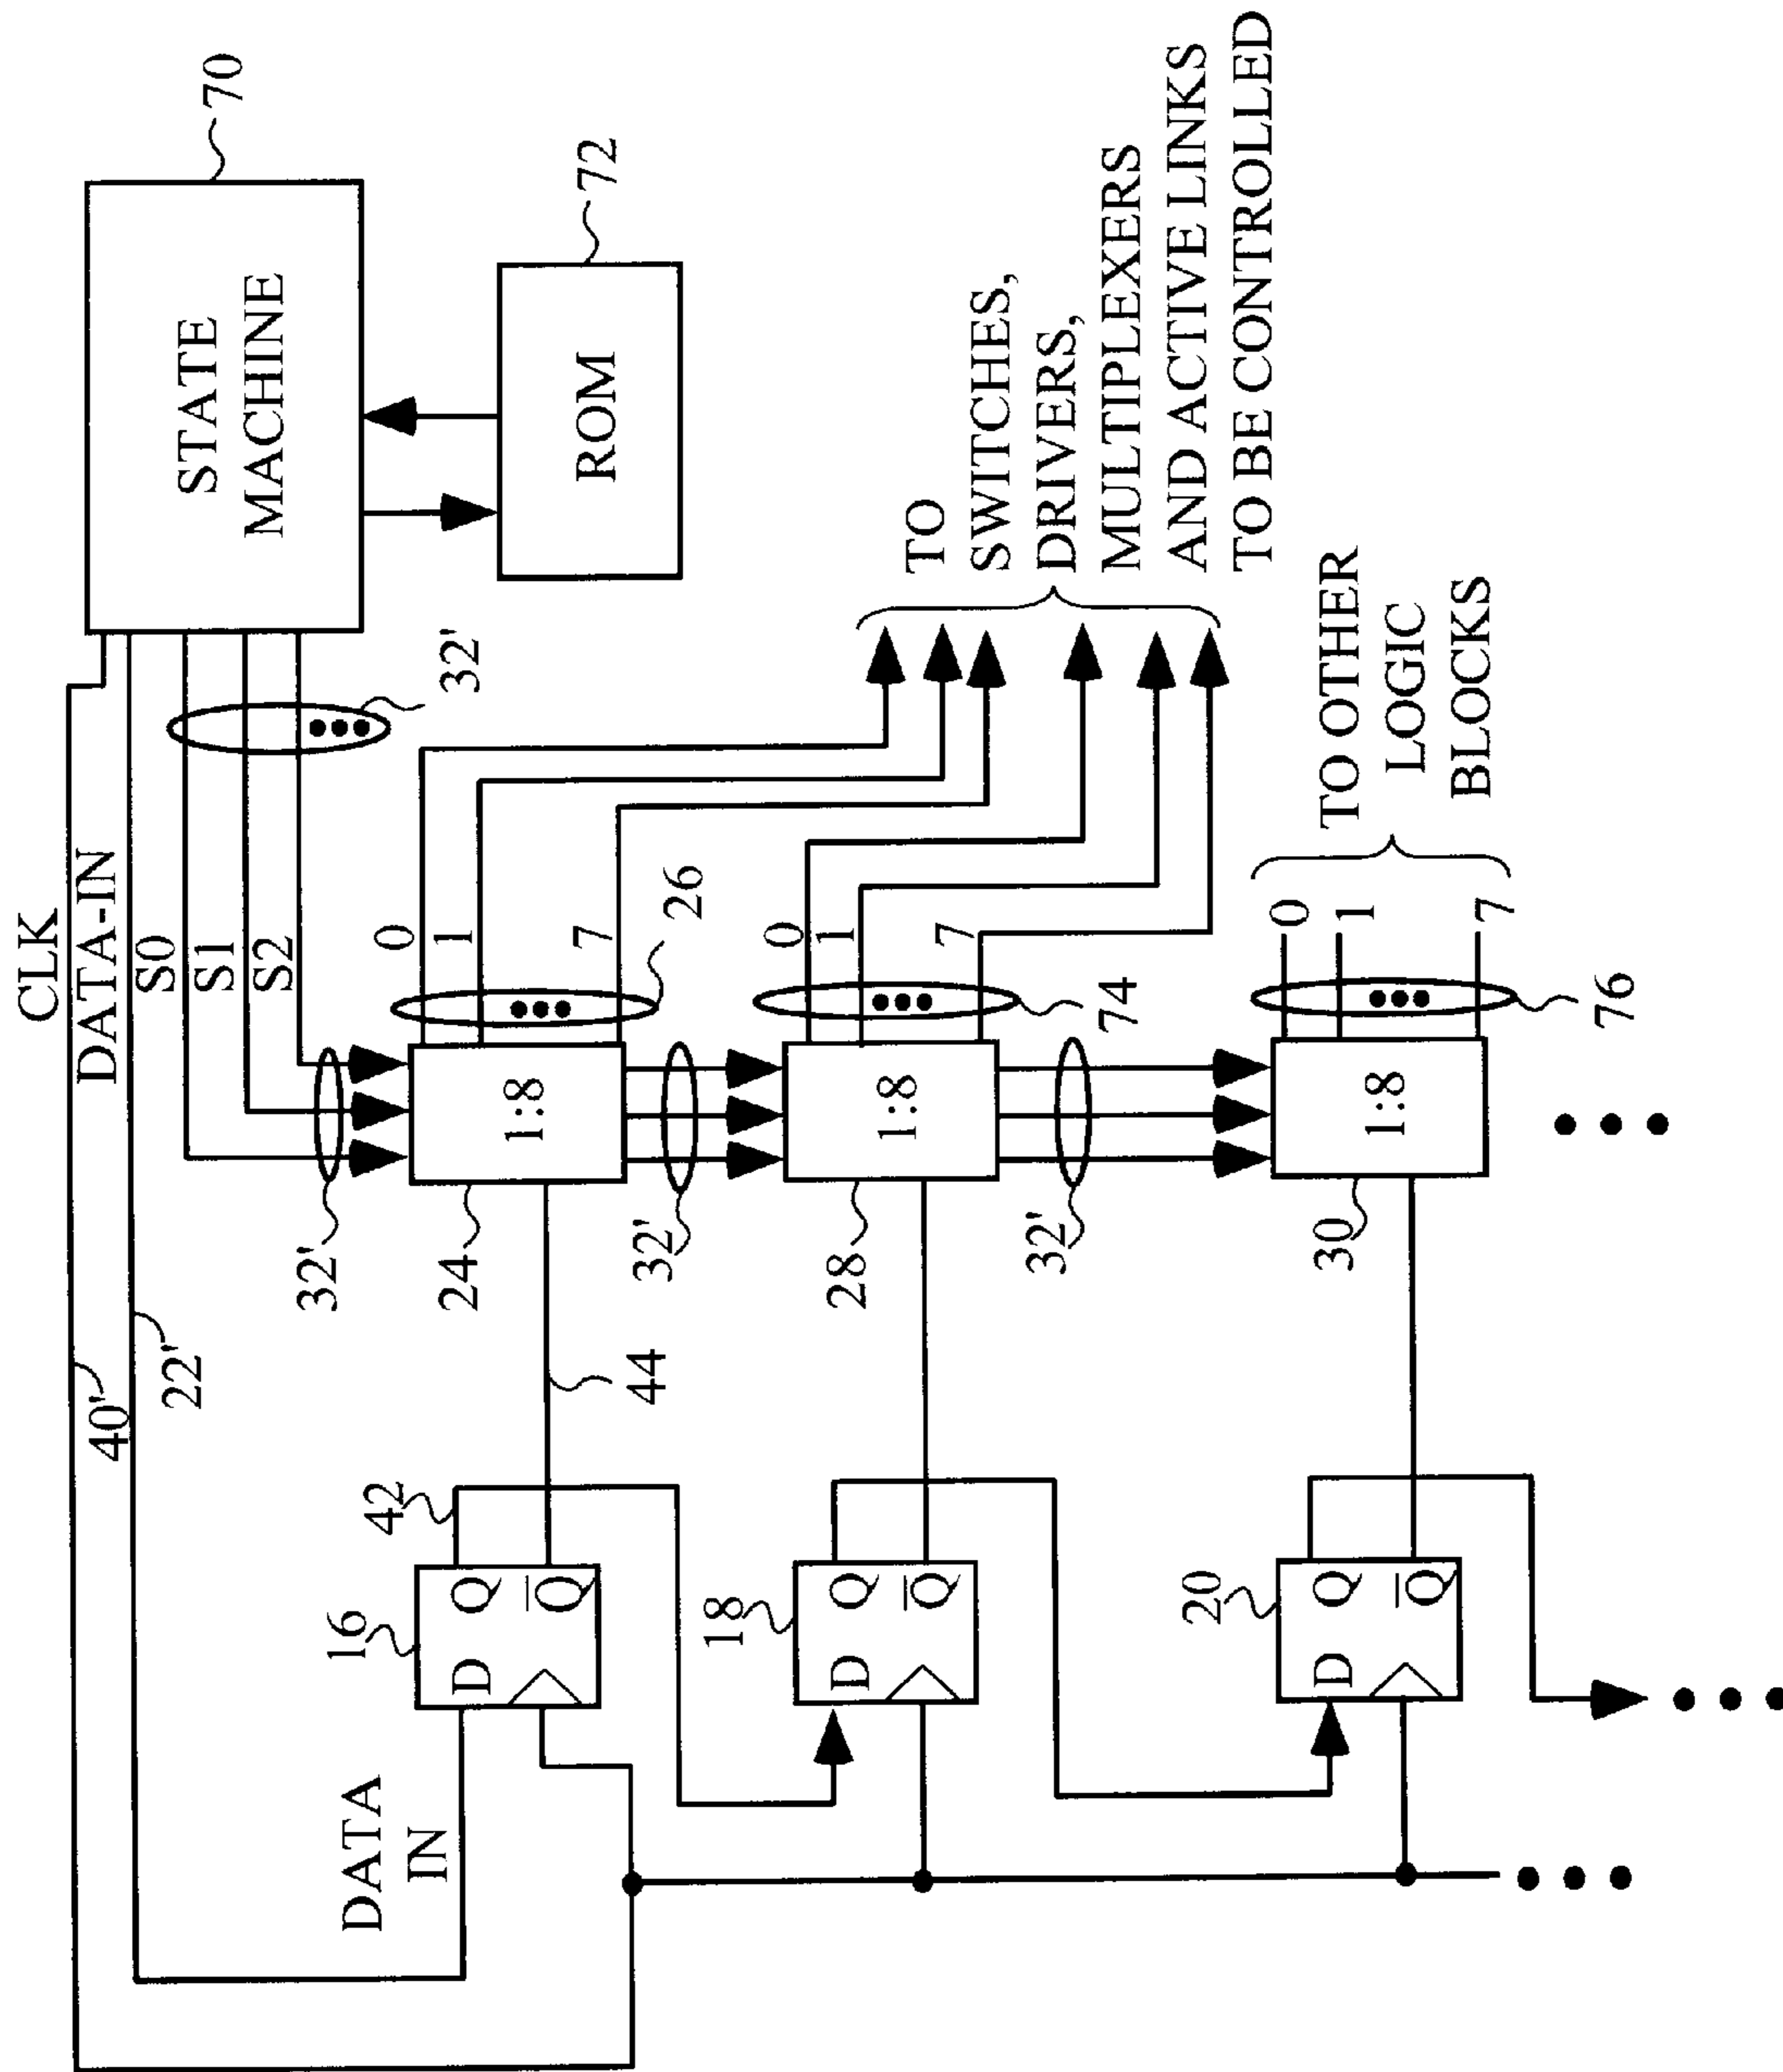 CLK
DATA-IN
S0
S1
S2
40'
22'
32'
STATE
MACHINE
70
ROM
72
32'
DATA
IN
16
D Q
Q
42
44
24
1:8
0
1
7
26
32'
TO
SWITCHES,
DRIVERS,
MULTIPLEXERS
AND ACTIVE LINKS
TO BE CONTROLLED
18
D Q
Q
28
1:8
0
1
7
74
32'
20
D Q
Q
30
1:8
0
1
7
76
TO OTHER
LOGIC
BLOCKS